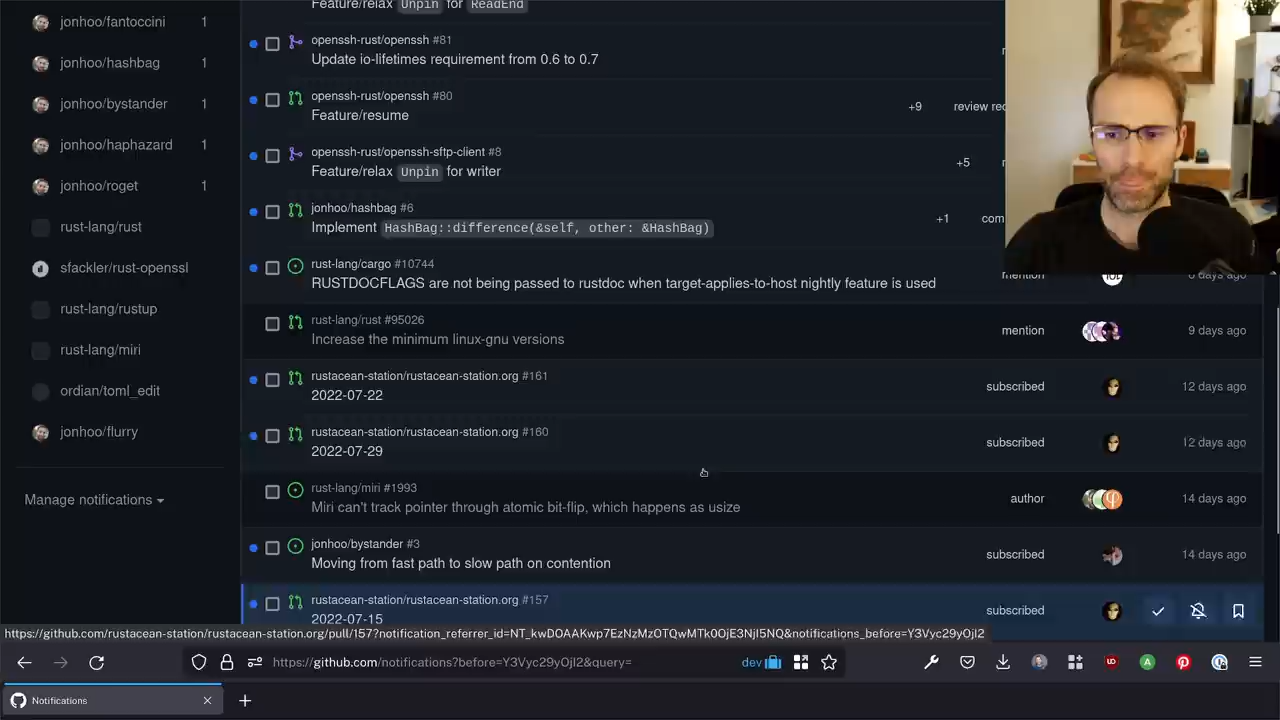 jonhoo/fantoccini 1
jonhoo/hashbag 1
jonhoo/bystander 1
jonhoo/haphazard 1
jonhoo/roget 1
rust-lang/rust
sfackler/rust-openssl
rust-lang/rustup
rust-lang/miri
ordian/toml_edit
jonhoo/flurry
Manage notifications
Feature/relax Unpin for ReadEnd
openssh-rust/openssh #81
Update io-lifetimes requirement from 0.6 to 0.7
openssh-rust/openssh #80
Feature/resume
+9 review
openssh-rust/openssh-sftp-client #8
Feature/relax Unpin for writer
+5
jonhoo/hashbag #6
Implement HashBag::difference(&self, other: &HashBag)
+1
rust-lang/cargo #10744
RUSTDOCFLAGS are not being passed to rustdoc when target-applies-to-host nightly feature is used
mention days ago
rust-lang/rust #95026
Increase the minimum linux-gnu versions
mention 9 days ago
rustacean-station/rustacean-station.org #161
2022-07-22
subscribed 12 days ago
rustacean-station/rustacean-station.org #160
2022-07-29
subscribed 12 days ago
rust-lang/miri #1993
Miri can't track pointer through atomic bit-flip, which happens as usize
author 14 days ago
jonhoo/bystander #3
Moving from fast path to slow path on contention
subscribed 14 days ago
rustacean-station/rustacean-station.org #157
2022-07-15
subscribed
https://github.com/rustacean-station/rustacean-station.org/pull/157?notification_referrer_id=NT_kwDOAAKwp7EzNzMzOTQwMTk0OjE3NjI5NQ&notifications_before=Y3Vyc29yOjI2
https://github.com/notifications?before=Y3Vyc29yOjI2&query=
dev
Notifications